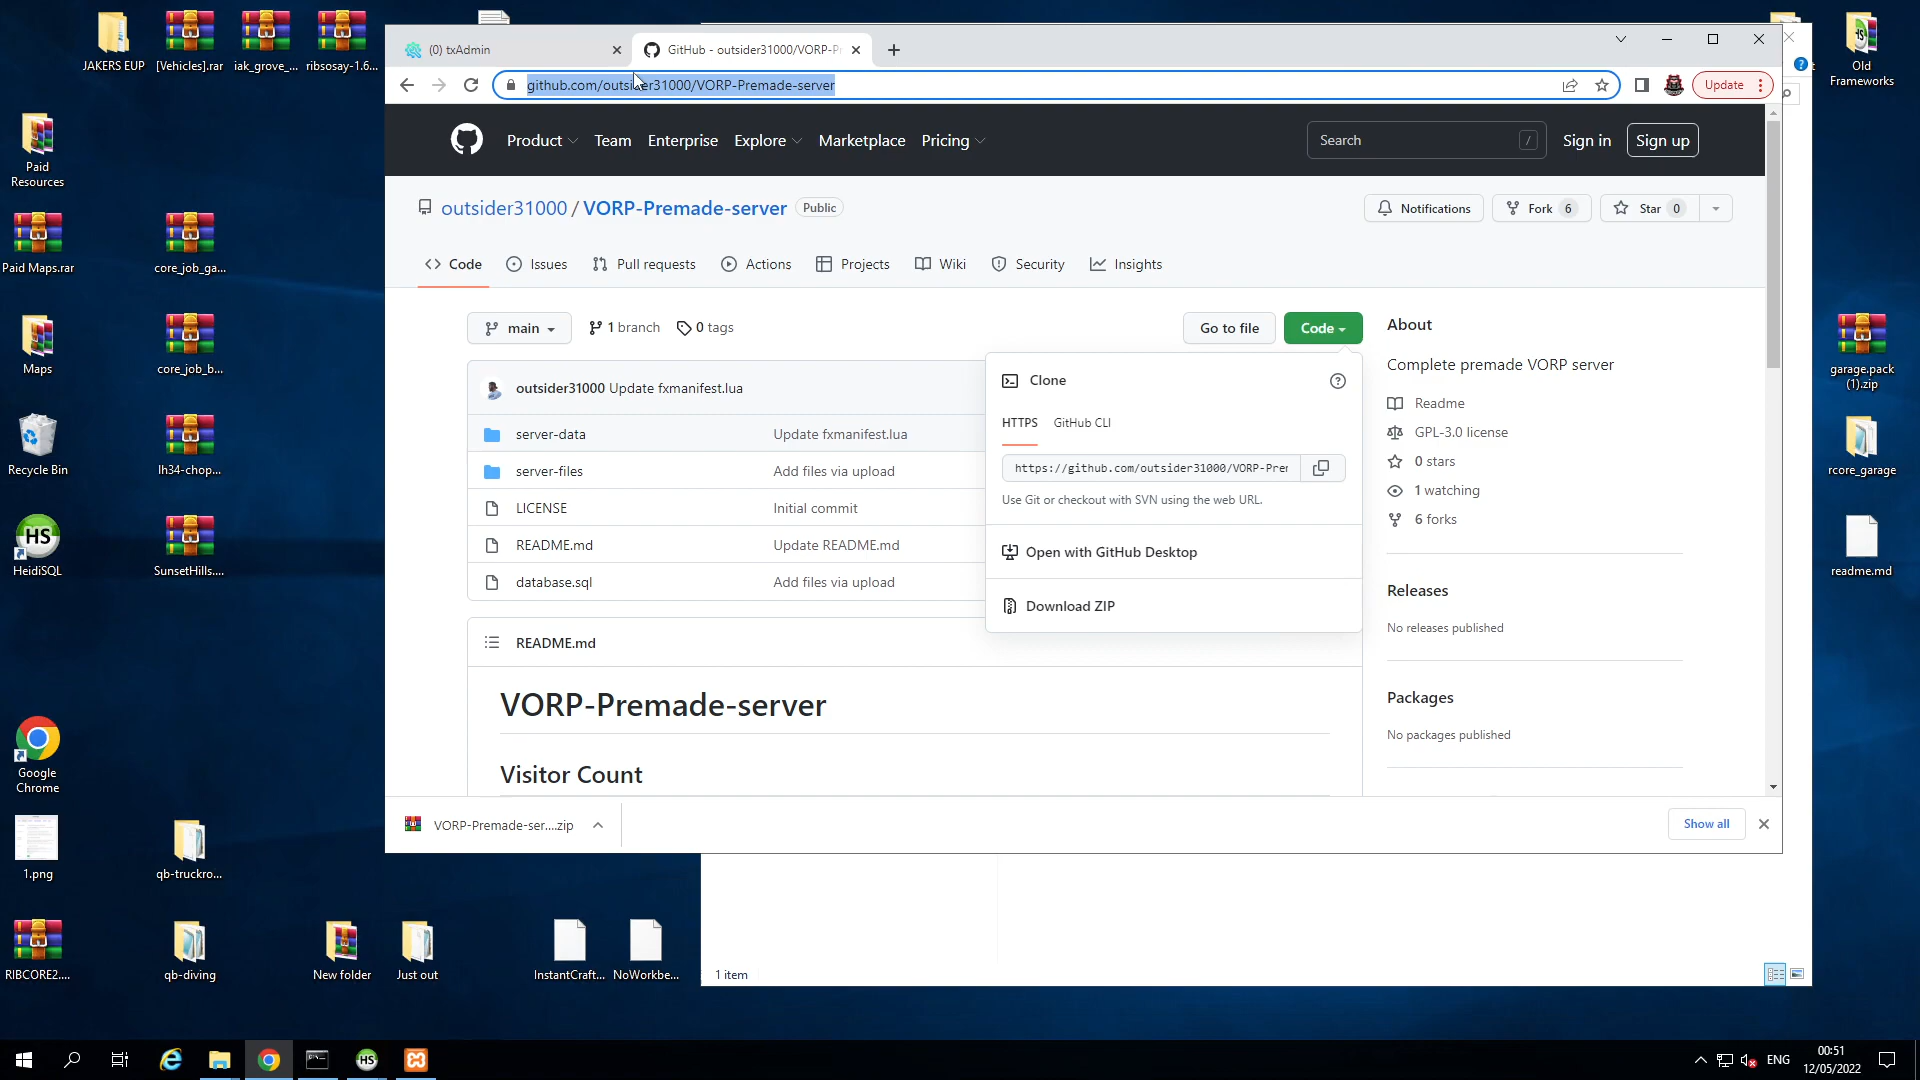 JAKERS EUP
[Vehicles].rar
iak_grove_...
ribsosay-1.6...
Old
Frameworks
Paid
Resources
Paid Maps.rar
core_job_ga...
Maps
core_job_b...
garage.pack
(1).zip
Recycle Bin
lh34-chop...
rcore_garage
HS
HeidiSQL
SunsetHills....
readme.md
Google
Chrome
1.png
qb-truckro...
RIBCORE2....
qb-diving
New folder
Just out
InstantCraft...
NoWorkbe...
(0) txAdmin
GitHub - outsider31000/VORP-P
github.com/outsider31000/VORP-Premade-server
Update
Product
Team
Enterprise
Explore
Marketplace
Pricing
Search
/
Sign in
Sign up
outsider31000 / VORP-Premade-server
Public
Notifications
Fork 6
Star 0
Code
Issues
Pull requests
Actions
Projects
Wiki
Security
Insights
main
1 branch
0 tags
Go to file
Code
outsider31000 Update fxmanifest.lua
server-data Update fxmanifest.lua
server-files Add files via upload
LICENSE Initial commit
README.md Update README.md
database.sql Add files via upload
Clone
HTTPS
GitHub CLI
https://github.com/outsider31000/VORP-Prem
Use Git or checkout with SVN using the web URL.
Open with GitHub Desktop
Download ZIP
README.md
VORP-Premade-server
Visitor Count
About
Complete premade VORP server
Readme
GPL-3.0 license
0 stars
1 watching
6 forks
Releases
No releases published
Packages
No packages published
VORP-Premade-ser....zip
Show all
1 item
HS
ENG
00:51
12/05/2022